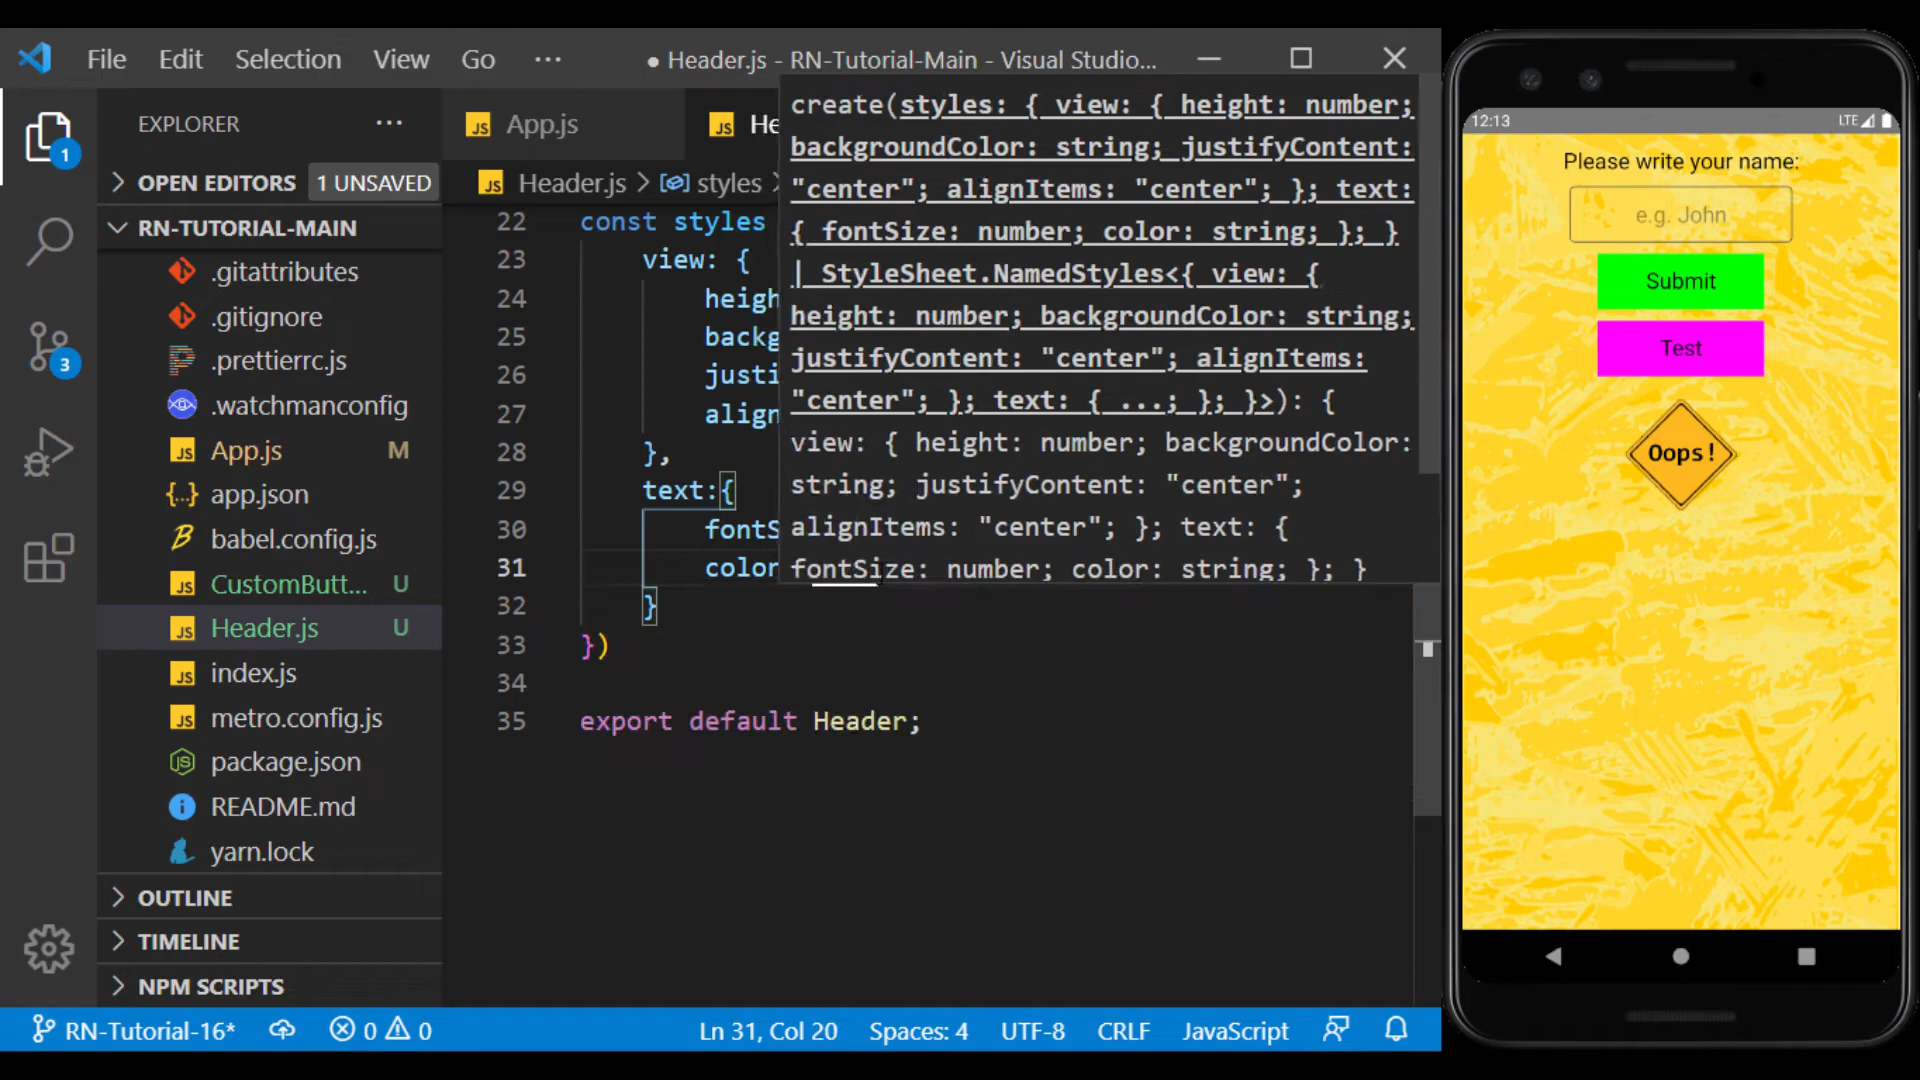 File Edit Selection View Go ··· ● Header.js - RN-Tutorial-Main - Visual Studio...
EXPLORER ···
OPEN EDITORS 1 UNSAVED
RN-TUTORIAL-MAIN
.gitattributes
.gitignore
.prettierrc.js
.watchmanconfig
App.js M
app.json
babel.config.js
CustomButt... U
Header.js U
index.js
metro.config.js
package.json
README.md
yarn.lock
OUTLINE
TIMELINE
NPM SCRIPTS
1
3
App.js
Header.js > styles >
22 const styles
23 view: {
24
25
26
27
28 },
29 text:{
30
31 color
32 }
33 })
34
35 export default Header;
create(styles: { view: { height: number;
backgroundColor: string; justifyContent:
"center"; alignItems: "center"; }; text:
{ fontSize: number; color: string; }; }
| StyleSheet.NamedStyles<{ view: {
height: number; backgroundColor: string;
justifyContent: "center"; alignItems:
"center"; }; text: { ...; }; }>): {
view: { height: number; backgroundColor:
string; justifyContent: "center";
alignItems: "center"; }; text: {
fontSize: number; color: string; }; }
RN-Tutorial-16* 0 0 Ln 31, Col 20 Spaces: 4 UTF-8 CRLF JavaScript
12:13 LTE
Please write your name:
e.g. John
Submit
Test
Oops!